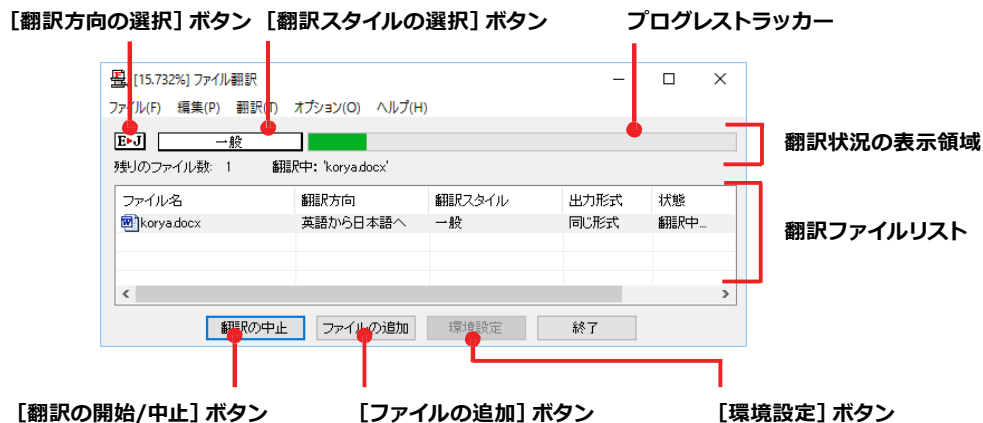 [翻訳方向の選択] ボタン [翻訳スタイルの選択] ボタン プログレストラッカー
[15.732%] ファイル翻訳
ファイル(F) 編集(P) 翻訳(T) オプション(O) ヘルプ(H)
E▸J 一般
翻訳状況の表示領域
残りのファイル数: 1 翻訳中: 'korya.docx'
ファイル名 翻訳方向 翻訳スタイル 出力形式 状態
korya.docx 英語から日本語へ 一般 同じ形式 翻訳中...
翻訳ファイルリスト
翻訳の中止 ファイルの追加 環境設定 終了
[翻訳の開始/中止] ボタン [ファイルの追加] ボタン [環境設定] ボタン